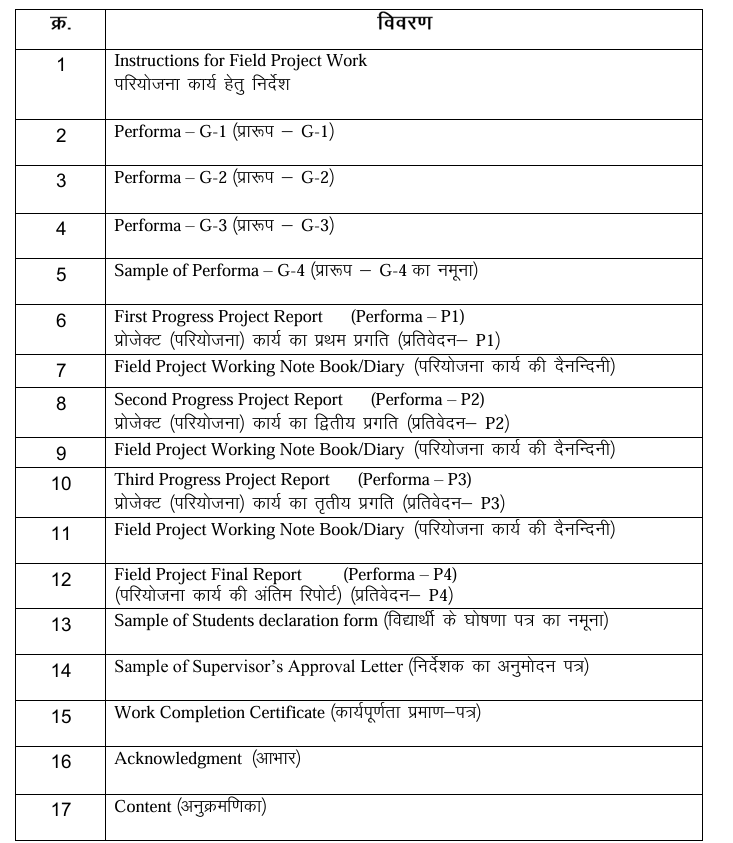 क्र. विवरण
1 Instructions for Field Project Work
परियोजना कार्य हेतु निर्देश
2 Performa – G-1 (प्रारूप – G-1)
3 Performa – G-2 (प्रारूप – G-2)
4 Performa – G-3 (प्रारूप – G-3)
5 Sample of Performa – G-4 (प्रारूप – G-4 का नमूना)
6 First Progress Project Report (Performa – P1)
प्रोजेक्ट (परियोजना) कार्य का प्रथम प्रगति (प्रतिवेदन– P1)
7 Field Project Working Note Book/Diary (परियोजना कार्य की दैनन्दिनी)
8 Second Progress Project Report (Performa – P2)
प्रोजेक्ट (परियोजना) कार्य का द्वितीय प्रगति (प्रतिवेदन– P2)
9 Field Project Working Note Book/Diary (परियोजना कार्य की दैनन्दिनी)
10 Third Progress Project Report (Performa – P3)
प्रोजेक्ट (परियोजना) कार्य का तृतीय प्रगति (प्रतिवेदन– P3)
11 Field Project Working Note Book/Diary (परियोजना कार्य की दैनन्दिनी)
12 Field Project Final Report (Performa – P4)
(परियोजना कार्य की अंतिम रिपोर्ट) (प्रतिवेदन– P4)
13 Sample of Students declaration form (विद्यार्थी के घोषणा पत्र का नमूना)
14 Sample of Supervisor’s Approval Letter (निर्देशक का अनुमोदन पत्र)
15 Work Completion Certificate (कार्यपूर्णता प्रमाण–पत्र)
16 Acknowledgment (आभार)
17 Content (अनुक्रमणिका)